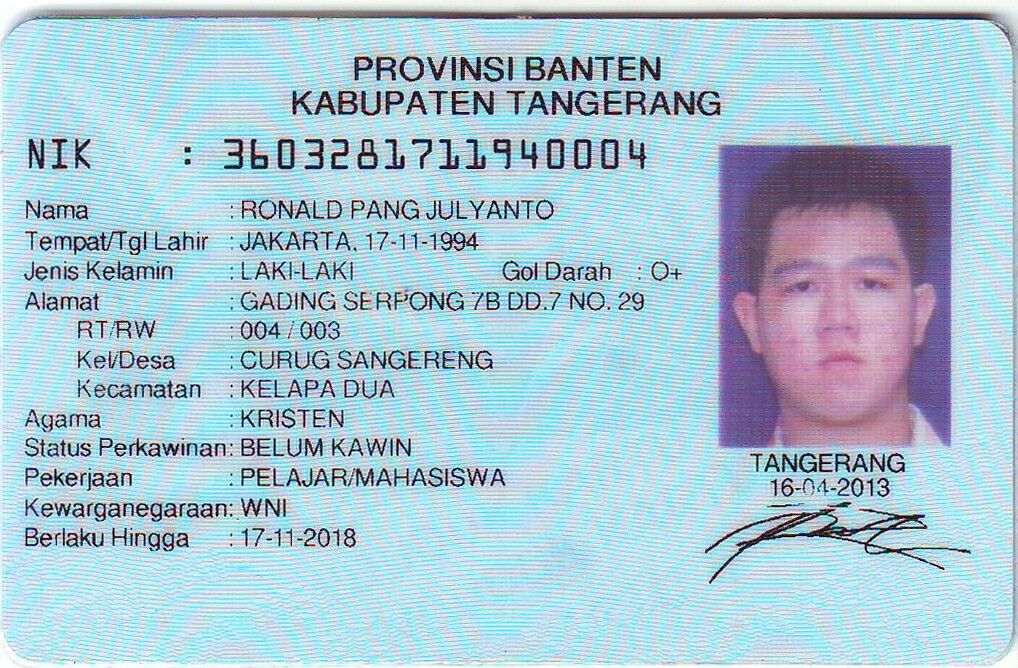 PROVINSI BANTEN
KABUPATEN TANGERANG
NIK : 3603281711940004
Nama : RONALD PANG JULYANTO
Tempat/Tgl Lahir : JAKARTA, 17-11-1994
Jenis Kelamin : LAKI-LAKI Gol Darah : O+
Alamat : GADING SERPONG 7B DD.7 NO. 29
RT/RW : 004 / 003
Kel/Desa : CURUG SANGERENG
Kecamatan : KELAPA DUA
Agama : KRISTEN
Status Perkawinan: BELUM KAWIN
Pekerjaan : PELAJAR/MAHASISWA
Kewarganegaraan: WNI
Berlaku Hingga : 17-11-2018
TANGERANG
16-04-2013